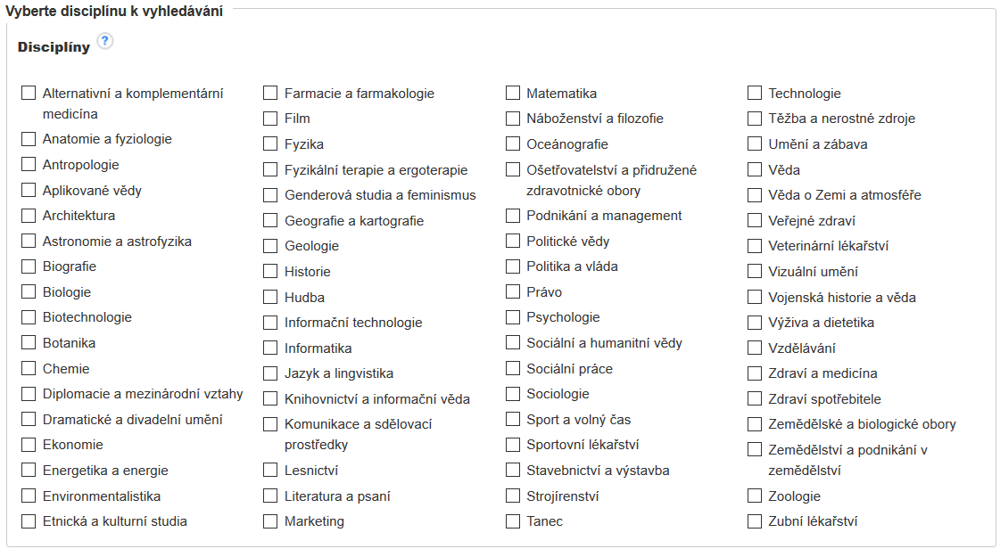 Vyberte disciplínu k vyhledávání
Disciplíny ?
Alternativní a komplementární
medicína
Anatomie a fyziologie
Antropologie
Aplikované vědy
Architektura
Astronomie a astrofyzika
Biografie
Biologie
Biotechnologie
Botanika
Chemie
Diplomacie a mezinárodní vztahy
Dramatické a divadelní umění
Ekonomie
Energetika a energie
Environmentalistika
Etnická a kulturní studia
Farmacie a farmakologie
Film
Fyzika
Fyzikální terapie a ergoterapie
Genderová studia a feminismus
Geografie a kartografie
Geologie
Historie
Hudba
Informační technologie
Informatika
Jazyk a lingvistika
Knihovnictví a informační věda
Komunikace a sdělovací
prostředky
Lesnictví
Literatura a psaní
Marketing
Matematika
Náboženství a filozofie
Oceánografie
Ošetřovatelství a přidružené
zdravotnické obory
Podnikání a management
Politické vědy
Politika a vláda
Právo
Psychologie
Sociální a humanitní vědy
Sociální práce
Sociologie
Sport a volný čas
Sportovní lékařství
Stavebnictví a výstavba
Strojírenství
Tanec
Technologie
Těžba a nerostné zdroje
Umění a zábava
Věda
Věda o Zemi a atmosféře
Veřejné zdraví
Veterinární lékařství
Vizuální umění
Vojenská historie a věda
Výživa a dietetika
Vzdělávání
Zdraví a medicína
Zdraví spotřebitele
Zemědělské a biologické obory
Zemědělství a podnikání v
zemědělství
Zoologie
Zubní lékařství